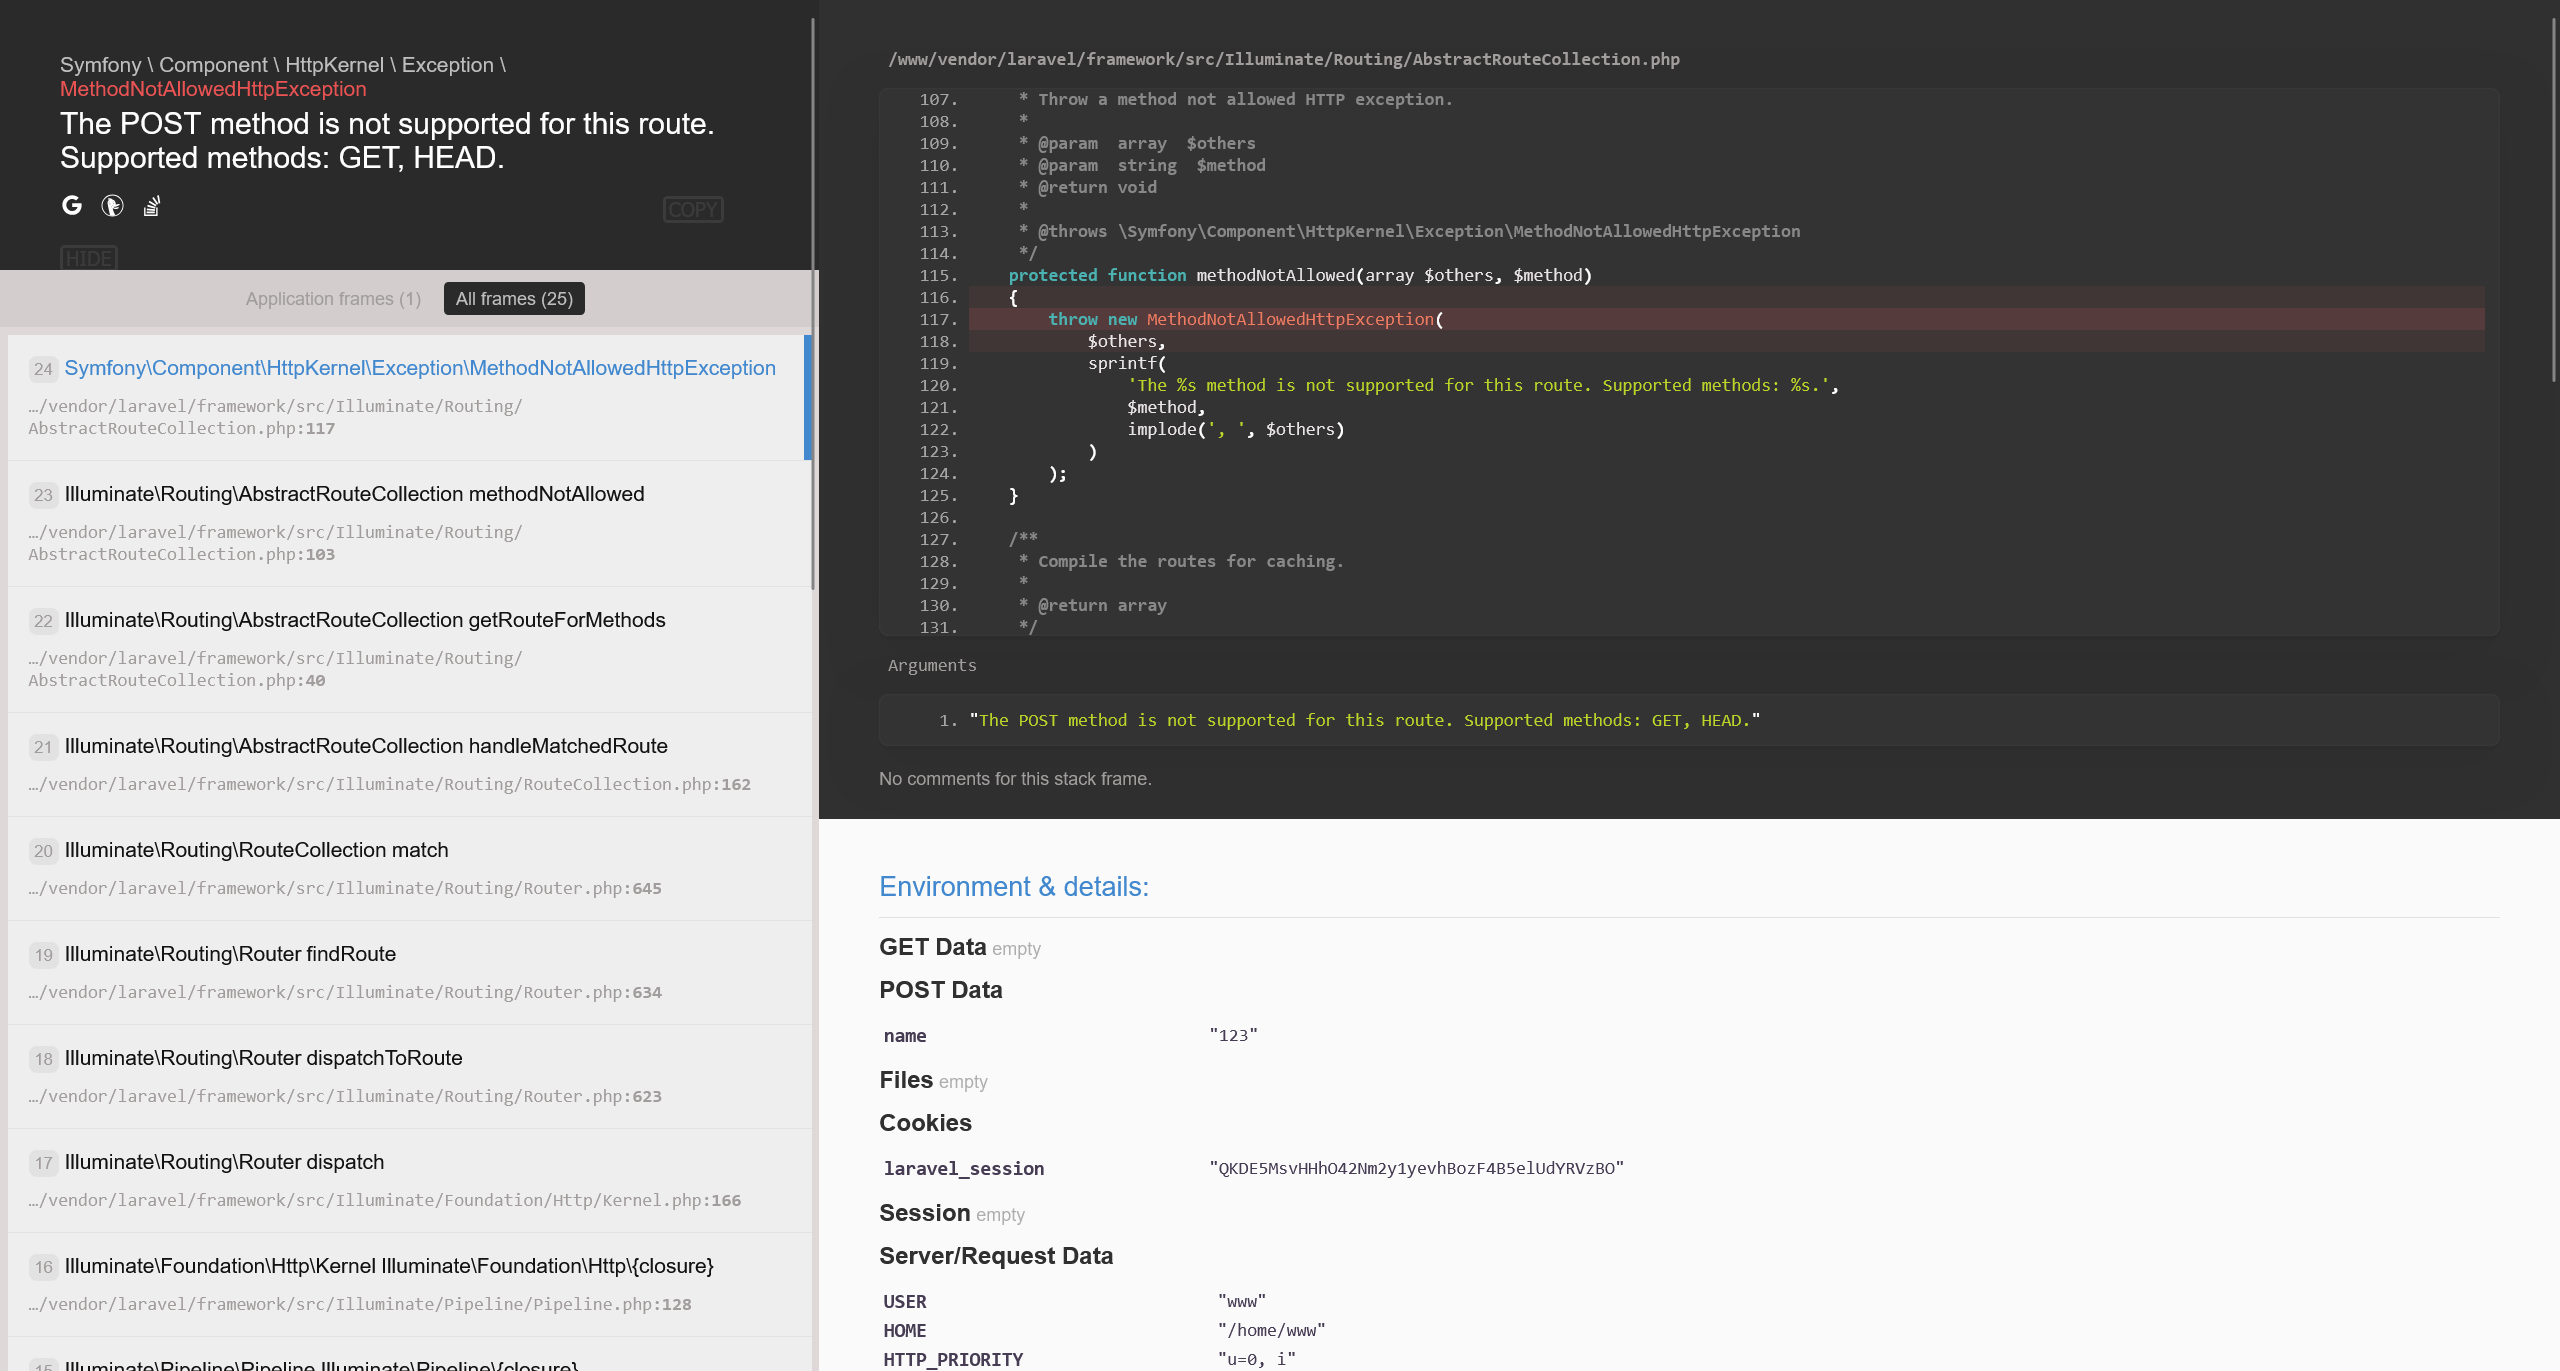 Symfony \ Component \ HttpKernel \ Exception \
MethodNotAllowedHttpException
The POST method is not supported for this route.
Supported methods: GET, HEAD.
COPY
HIDE
Application frames (1) All frames (25)
24 Symfony\Component\HttpKernel\Exception\MethodNotAllowedHttpException
…/vendor/laravel/framework/src/Illuminate/Routing/
AbstractRouteCollection.php:117
23 Illuminate\Routing\AbstractRouteCollection methodNotAllowed
…/vendor/laravel/framework/src/Illuminate/Routing/
AbstractRouteCollection.php:103
22 Illuminate\Routing\AbstractRouteCollection getRouteForMethods
…/vendor/laravel/framework/src/Illuminate/Routing/
AbstractRouteCollection.php:40
21 Illuminate\Routing\AbstractRouteCollection handleMatchedRoute
…/vendor/laravel/framework/src/Illuminate/Routing/RouteCollection.php:162
20 Illuminate\Routing\RouteCollection match
…/vendor/laravel/framework/src/Illuminate/Routing/Router.php:645
19 Illuminate\Routing\Router findRoute
…/vendor/laravel/framework/src/Illuminate/Routing/Router.php:634
18 Illuminate\Routing\Router dispatchToRoute
…/vendor/laravel/framework/src/Illuminate/Routing/Router.php:623
17 Illuminate\Routing\Router dispatch
…/vendor/laravel/framework/src/Illuminate/Foundation/Http/Kernel.php:166
16 Illuminate\Foundation\Http\Kernel Illuminate\Foundation\Http\{closure}
…/vendor/laravel/framework/src/Illuminate/Pipeline/Pipeline.php:128
15 Illuminate\Pipeline\Pipeline Illuminate\Pipeline\{closure}
/www/vendor/laravel/framework/src/Illuminate/Routing/AbstractRouteCollection.php
107.      * Throw a method not allowed HTTP exception.
108.      *
109.      * @param  array  $others
110.      * @param  string  $method
111.      * @return void
112.      *
113.      * @throws \Symfony\Component\HttpKernel\Exception\MethodNotAllowedHttpException
114.      */
115.     protected function methodNotAllowed(array $others, $method)
116.     {
117.         throw new MethodNotAllowedHttpException(
118.             $others,
119.             sprintf(
120.                 'The %s method is not supported for this route. Supported methods: %s.',
121.                 $method,
122.                 implode(', ', $others)
123.             )
124.         );
125.     }
126.
127.     /**
128.      * Compile the routes for caching.
129.      *
130.      * @return array
131.      */
Arguments
1. "The POST method is not supported for this route. Supported methods: GET, HEAD."
No comments for this stack frame.
Environment & details:
GET Data empty
POST Data
name "123"
Files empty
Cookies
laravel_session "QKDE5MsvHHhO42Nm2y1yevhBozF4B5elUdYRVzBO"
Session empty
Server/Request Data
USER "www"
HOME "/home/www"
HTTP_PRIORITY "u=0, i"